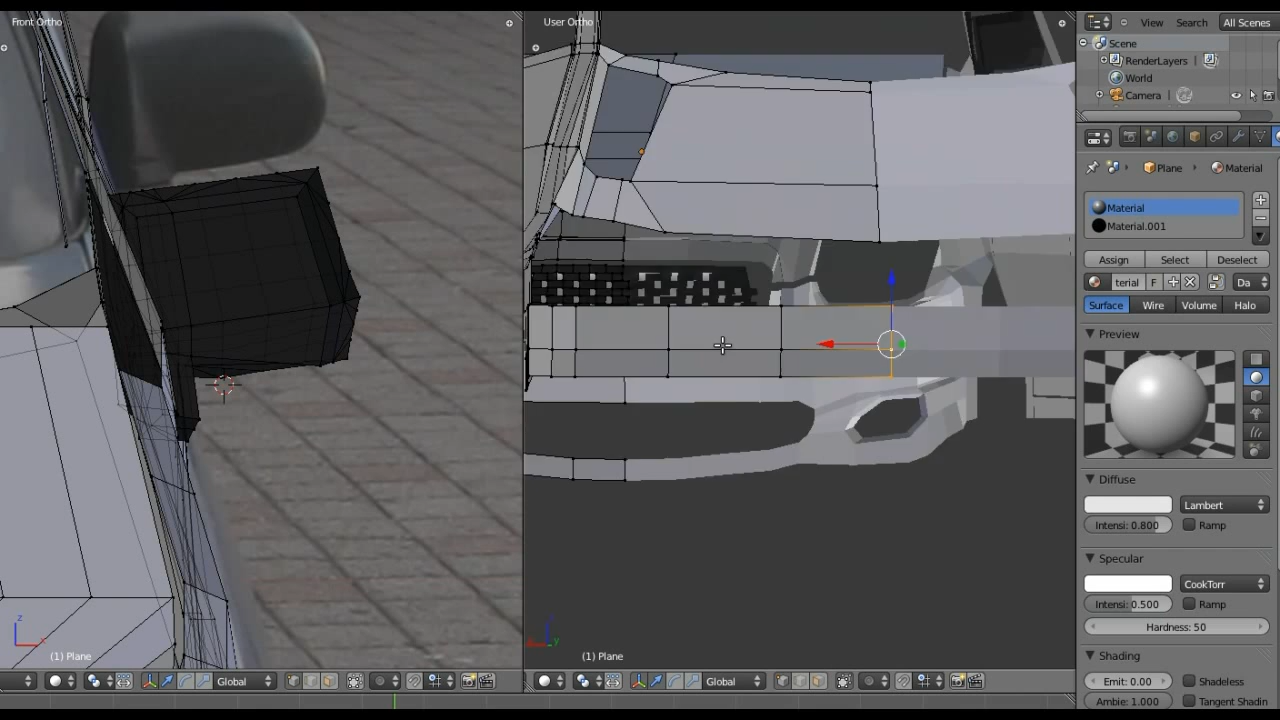 Front Ortho
User Ortho
View Search All Scenes
Scene
RenderLayers
World
Camera
Plane Material
Material
Material.001
Assign Select Deselect
terial F Da
Surface Wire Volume Halo
Preview
Diffuse
Lambert
Intensi: 0.800 Ramp
Specular
CookTorr
Intensi: 0.500 Ramp
Hardness: 50
Shading
Emit: 0.00 Shadeless
Ambie: 1.000 Tangent Shadin
z
x
(1) Plane
y
(1) Plane
Global
Global